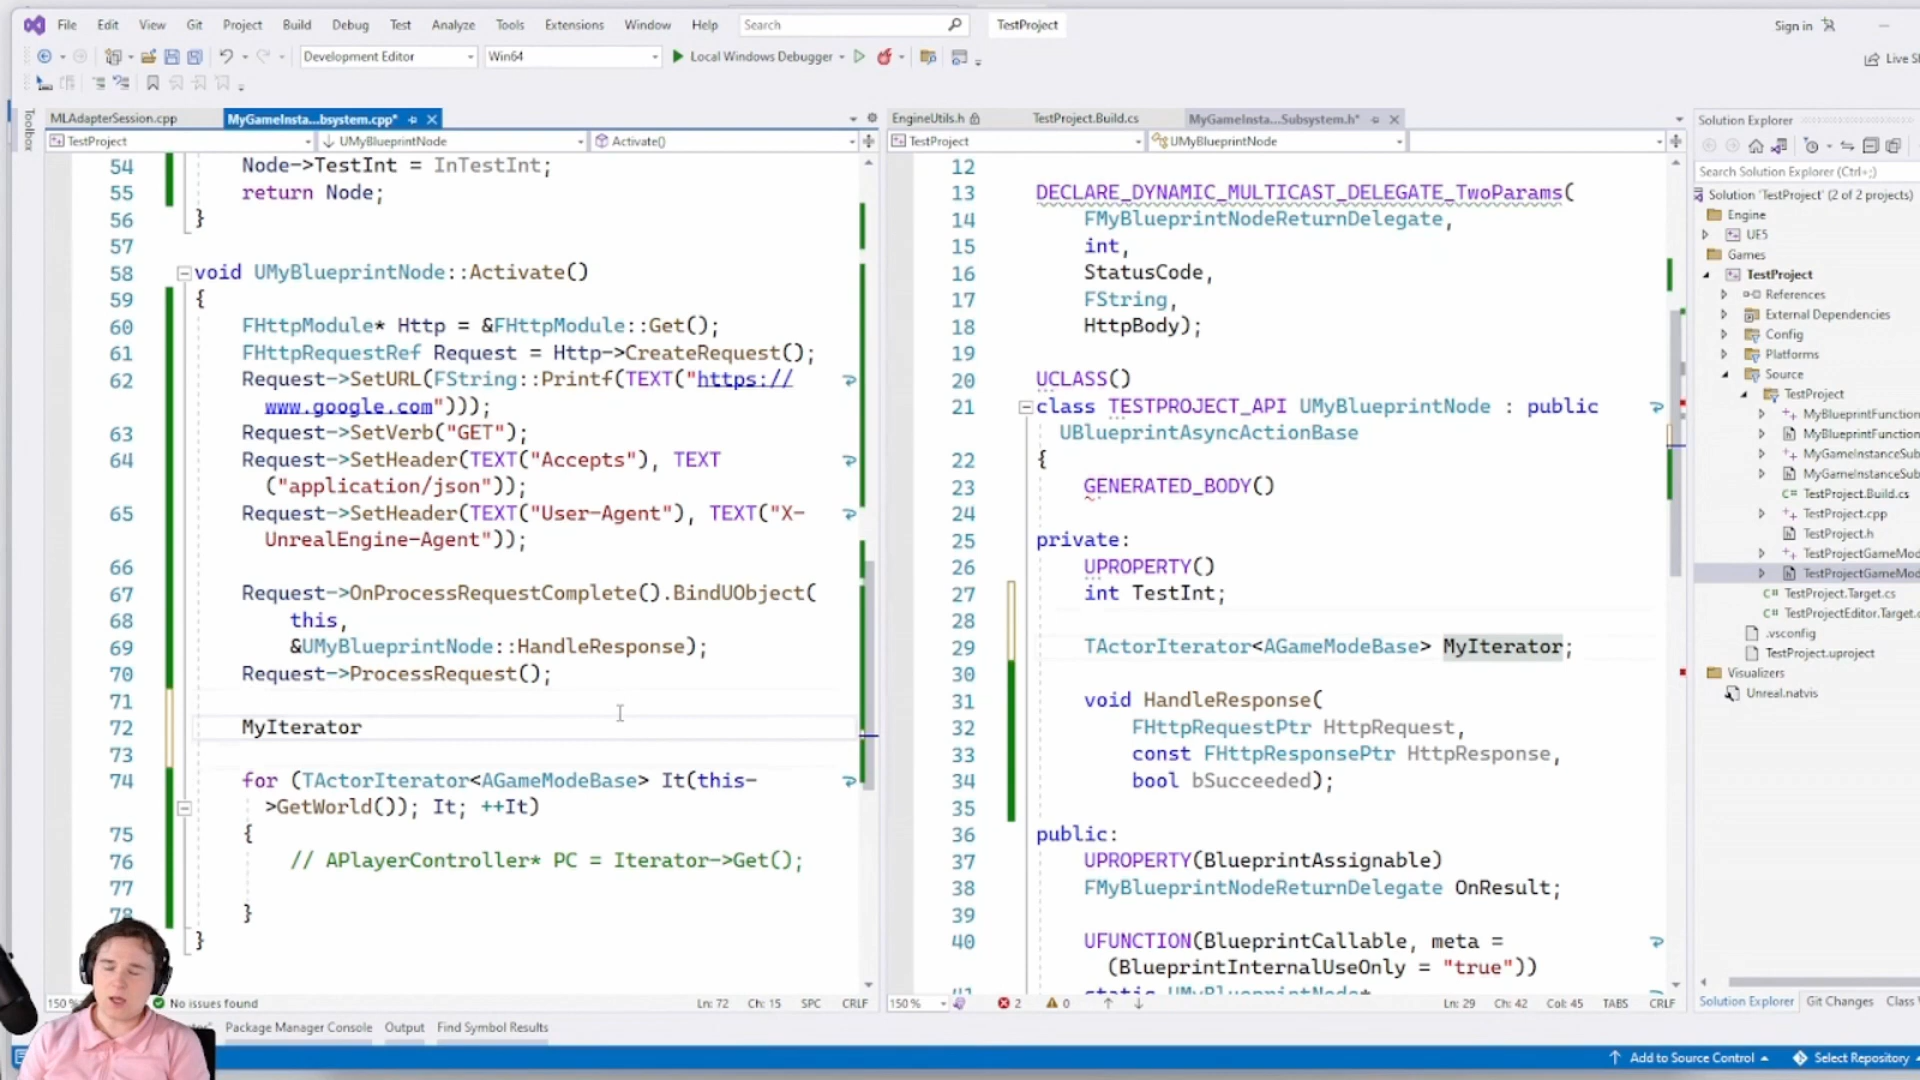 File Edit View Git Project Build Debug Test Analyze Tools Extensions Window Help Search TestProject Sign in
Development Editor Win64 Local Windows Debugger Live
Toolbox
MLAdapterSession.cpp MyGameInsta...bsystem.cpp*
TestProject UMyBlueprintNode Activate()
54 Node->TestInt = InTestInt;
55 return Node;
56 }
57
58 void UMyBlueprintNode::Activate()
59 {
60 FHttpModule* Http = &FHttpModule::Get();
61 FHttpRequestRef Request = Http->CreateRequest();
62 Request->SetURL(FString::Printf(TEXT("https://
www.google.com")));
63 Request->SetVerb("GET");
64 Request->SetHeader(TEXT("Accepts"), TEXT
("application/json"));
65 Request->SetHeader(TEXT("User-Agent"), TEXT("X-
UnrealEngine-Agent"));
66
67 Request->OnProcessRequestComplete().BindUObject(
68 this,
69 &UMyBlueprintNode::HandleResponse);
70 Request->ProcessRequest();
71
72 MyIterator
73
74 for (TActorIterator<AGameModeBase> It(this-
>GetWorld()); It; ++It)
75 {
76 // APlayerController* PC = Iterator->Get();
77
78 }
}
150 % No issues found Ln: 72 Ch: 15 SPC CRLF
Package Manager Console Output Find Symbol Results
EngineUtils.h TestProject.Build.cs MyGameInsta...Subsystem.h*
TestProject UMyBlueprintNode
12
13 DECLARE_DYNAMIC_MULTICAST_DELEGATE_TwoParams(
14 FMyBlueprintNodeReturnDelegate,
15 int,
16 StatusCode,
17 FString,
18 HttpBody);
19
20 UCLASS()
21 class TESTPROJECT_API UMyBlueprintNode : public
UBlueprintAsyncActionBase
22 {
23 GENERATED_BODY()
24
25 private:
26 UPROPERTY()
27 int TestInt;
28
29 TActorIterator<AGameModeBase> MyIterator;
30
31 void HandleResponse(
32 FHttpRequestPtr HttpRequest,
33 const FHttpResponsePtr HttpResponse,
34 bool bSucceeded);
35
36 public:
37 UPROPERTY(BlueprintAssignable)
38 FMyBlueprintNodeReturnDelegate OnResult;
39
40 UFUNCTION(BlueprintCallable, meta =
(BlueprintInternalUseOnly = "true"))
150 % 2 0 Ln: 29 Ch: 42 Col: 45 TABS CRLF
Solution Explorer
Search Solution Explorer (Ctrl+;)
Solution 'TestProject' (2 of 2 projects)
Engine
UE5
Games
TestProject
References
External Dependencies
Config
Platforms
Source
TestProject
MyBlueprintFunction
MyBlueprintFunction
MyGameInstanceSub
MyGameInstanceSub
TestProject.Build.cs
TestProject.cpp
TestProject.h
TestProjectGameMod
TestProjectGameMod
TestProject.Target.cs
TestProjectEditor.Target.c
.vsconfig
TestProject.uproject
Visualizers
Unreal.natvis
Solution Explorer Git Changes Class
Add to Source Control Select Repository